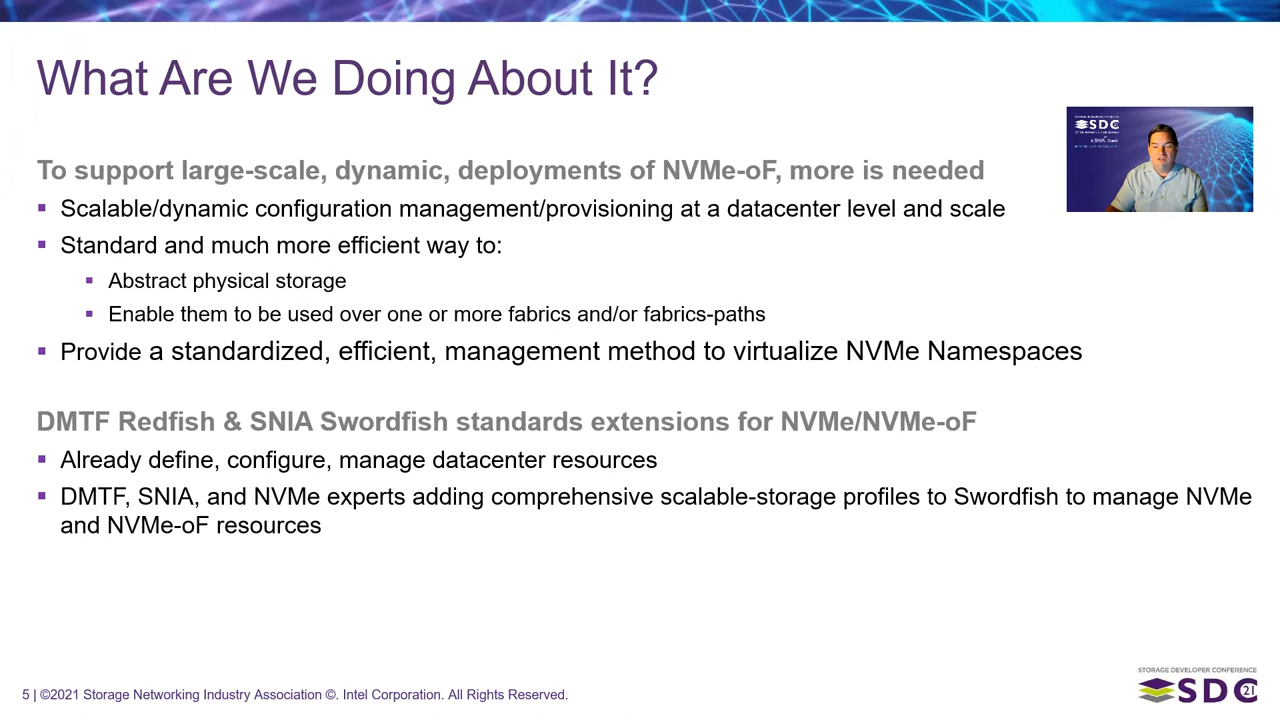 What Are We Doing About It?
To support large-scale, dynamic, deployments of NVMe-oF, more is needed
Scalable/dynamic configuration management/provisioning at a datacenter level and scale
Standard and much more efficient way to:
Abstract physical storage
Enable them to be used over one or more fabrics and/or fabrics-paths
Provide a standardized, efficient, management method to virtualize NVMe Namespaces
DMTF Redfish & SNIA Swordfish standards extensions for NVMe/NVMe-oF
Already define, configure, manage datacenter resources
DMTF, SNIA, and NVMe experts adding comprehensive scalable-storage profiles to Swordfish to manage NVMe
and NVMe-oF resources
SDC
5 | ©2021 Storage Networking Industry Association ©. Intel Corporation. All Rights Reserved.
STORAGE DEVELOPER CONFERENCE
SDC 21